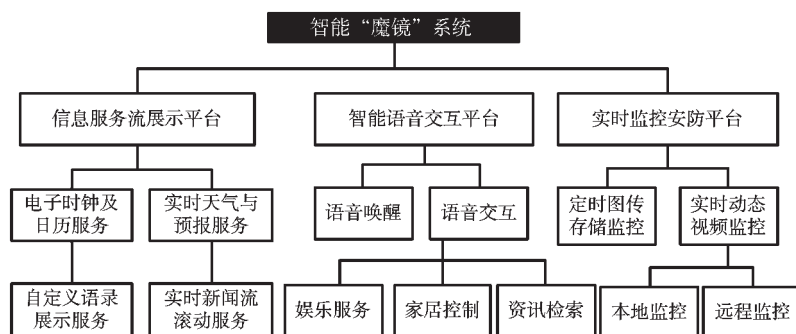 智能“魔镜”系统
信息服务流展示平台
智能语音交互平台
实时监控安防平台
电子时钟及
日历服务
实时天气与
预报服务
语音唤醒
语音交互
定时图传
存储监控
实时动态
视频监控
自定义语录
展示服务
实时新闻流
滚动服务
娱乐服务
家居控制
资讯检索
本地监控
远程监控